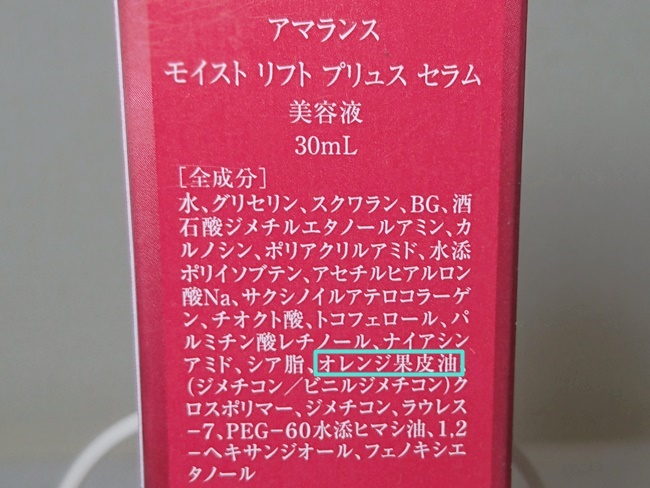 アマランス
モイスト リフト プリュス セラム
美容液
30mL
[全成分]
水、グリセリン、スクワラン、BG、酒
石酸ジメチルエタノールアミン、カ
ルノシン、ポリアクリルアミド、水添
ポリイソブテン、アセチルヒアルロン
酸Na、サクシノイルアテロコラーゲ
ン、チオクト酸、トコフェロール、パ
ルミチン酸レチノール、ナイアシン
アミド、シア脂、オレンジ果皮油、
(ジメチコン／ビニルジメチコン)ク
ロスポリマー、ジメチコン、ラウレス
-7、PEG-60水添ヒマシ油、1,2
-ヘキサンジオール、フェノキシエ
タノール